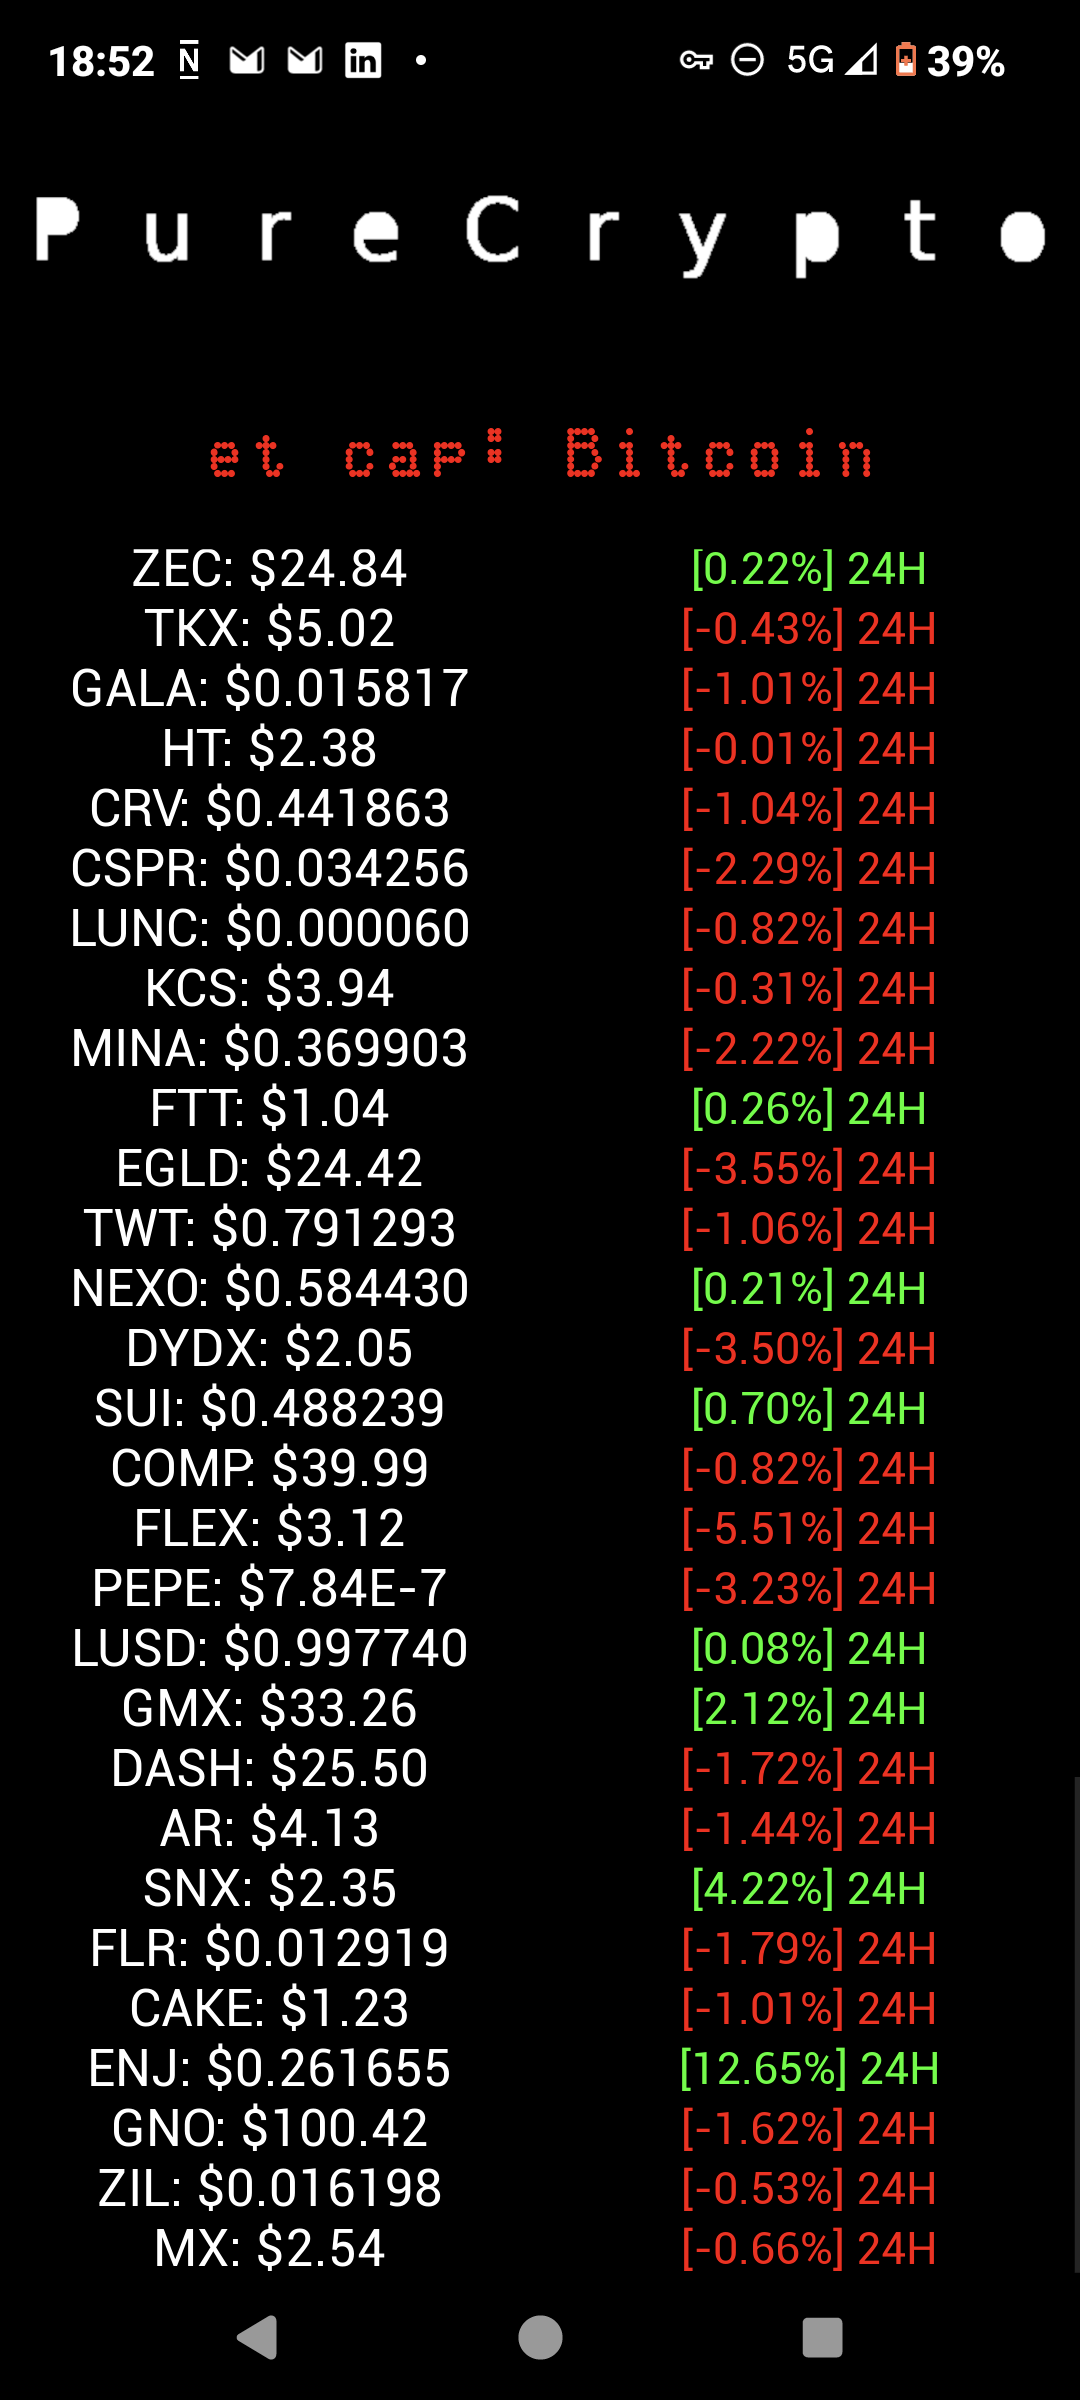 18:52 N in 5G 39%
PureCrypto
et cap: Bitcoin
ZEC: $24.84 [0.22%] 24H
TKX: $5.02 [-0.43%] 24H
GALA: $0.015817 [-1.01%] 24H
HT: $2.38 [-0.01%] 24H
CRV: $0.441863 [-1.04%] 24H
CSPR: $0.034256 [-2.29%] 24H
LUNC: $0.000060 [-0.82%] 24H
KCS: $3.94 [-0.31%] 24H
MINA: $0.369903 [-2.22%] 24H
FTT: $1.04 [0.26%] 24H
EGLD: $24.42 [-3.55%] 24H
TWT: $0.791293 [-1.06%] 24H
NEXO: $0.584430 [0.21%] 24H
DYDX: $2.05 [-3.50%] 24H
SUI: $0.488239 [0.70%] 24H
COMP: $39.99 [-0.82%] 24H
FLEX: $3.12 [-5.51%] 24H
PEPE: $7.84E-7 [-3.23%] 24H
LUSD: $0.997740 [0.08%] 24H
GMX: $33.26 [2.12%] 24H
DASH: $25.50 [-1.72%] 24H
AR: $4.13 [-1.44%] 24H
SNX: $2.35 [4.22%] 24H
FLR: $0.012919 [-1.79%] 24H
CAKE: $1.23 [-1.01%] 24H
ENJ: $0.261655 [12.65%] 24H
GNO: $100.42 [-1.62%] 24H
ZIL: $0.016198 [-0.53%] 24H
MX: $2.54 [-0.66%] 24H